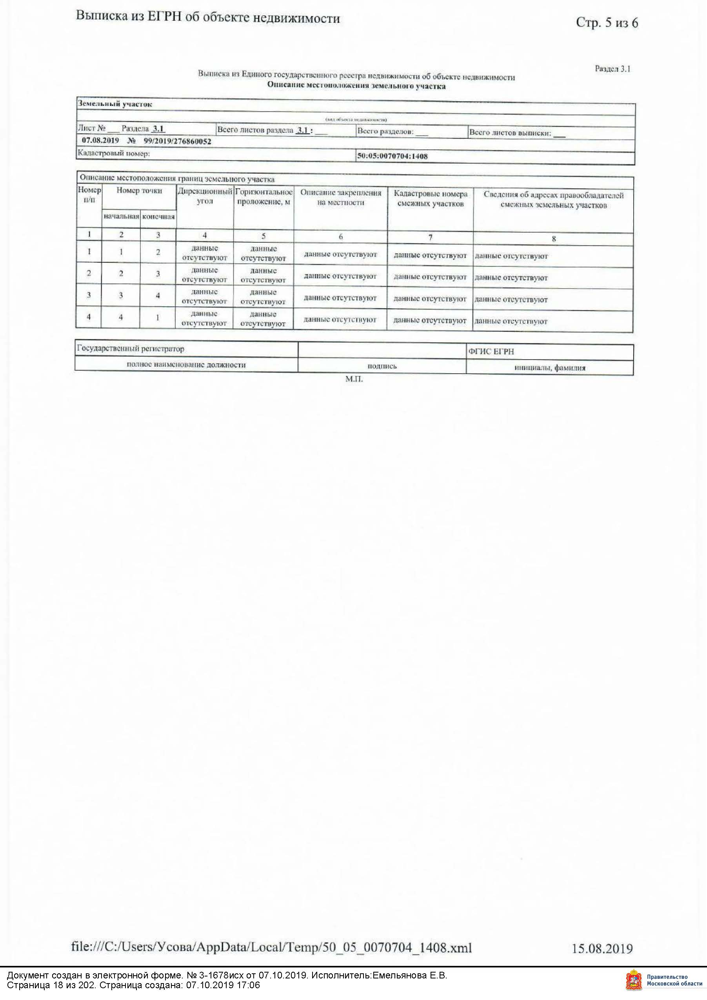 Выписка из ЕГРН об объекте недвижимости
Стр. 5 из 6
Раздел 3.1
Выписка из Единого государственного реестра недвижимости об объекте недвижимости
Описание местоположения земельного участка
Земельный участок
(вид объекта недвижимости)
Лист № ___ Раздела 3.1 Всего листов раздела 3.1 : ___ Всего разделов: ___ Всего листов выписки: ___
07.08.2019 № 99/2019/276860052
Кадастровый номер: 50:05:0070704:1408
Описание местоположения границ земельного участка
Номер п/п Номер точки Дирекционный угол Горизонтальное проложение, м Описание закрепления на местности Кадастровые номера смежных участков Сведения об адресах правообладателей смежных земельных участков
начальная конечная
1 2 3 4 5 6 7 8
1 1 2 данные отсутствуют данные отсутствуют данные отсутствуют данные отсутствуют данные отсутствуют
2 2 3 данные отсутствуют данные отсутствуют данные отсутствуют данные отсутствуют данные отсутствуют
3 3 4 данные отсутствуют данные отсутствуют данные отсутствуют данные отсутствуют данные отсутствуют
4 4 1 данные отсутствуют данные отсутствуют данные отсутствуют данные отсутствуют данные отсутствуют
Государственный регистратор ФГИС ЕГРН
полное наименование должности подпись инициалы, фамилия
М.П.
file:///C:/Users/Усова/AppData/Local/Temp/50_05_0070704_1408.xml 15.08.2019
Документ создан в электронной форме. № 3-1678исх от 07.10.2019. Исполнитель:Емельянова Е.В.
Страница 18 из 202. Страница создана: 07.10.2019 17:06
Правительство
Московской области